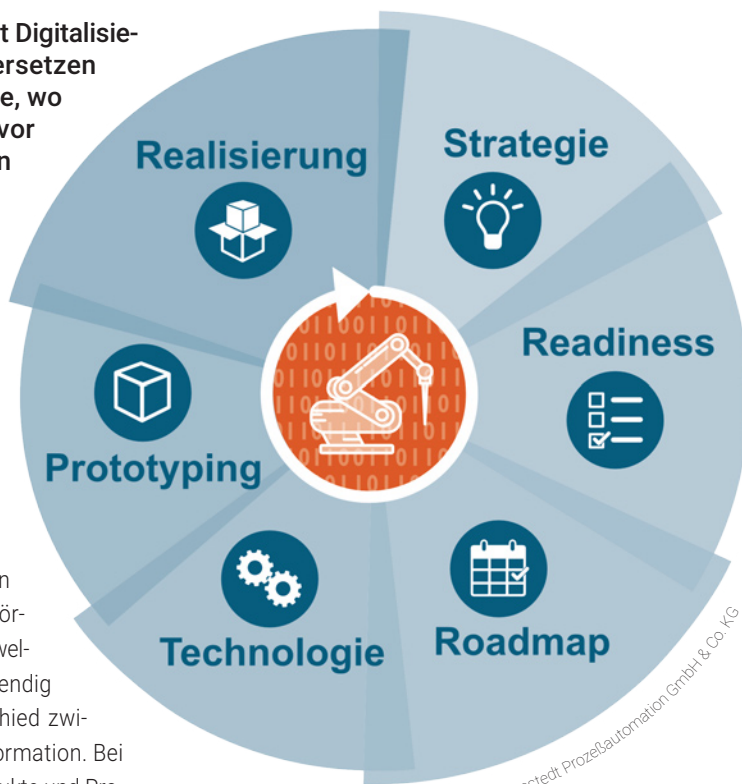 t Digitalisie-
ersetzen
e, wo
vor
n
Realisierung
Strategie
Readiness
Roadmap
Technologie
Prototyping
n
ör-
wel-
endig
hied zwi-
ormation. Bei
stedt Prozeßautomation GmbH & Co. KG